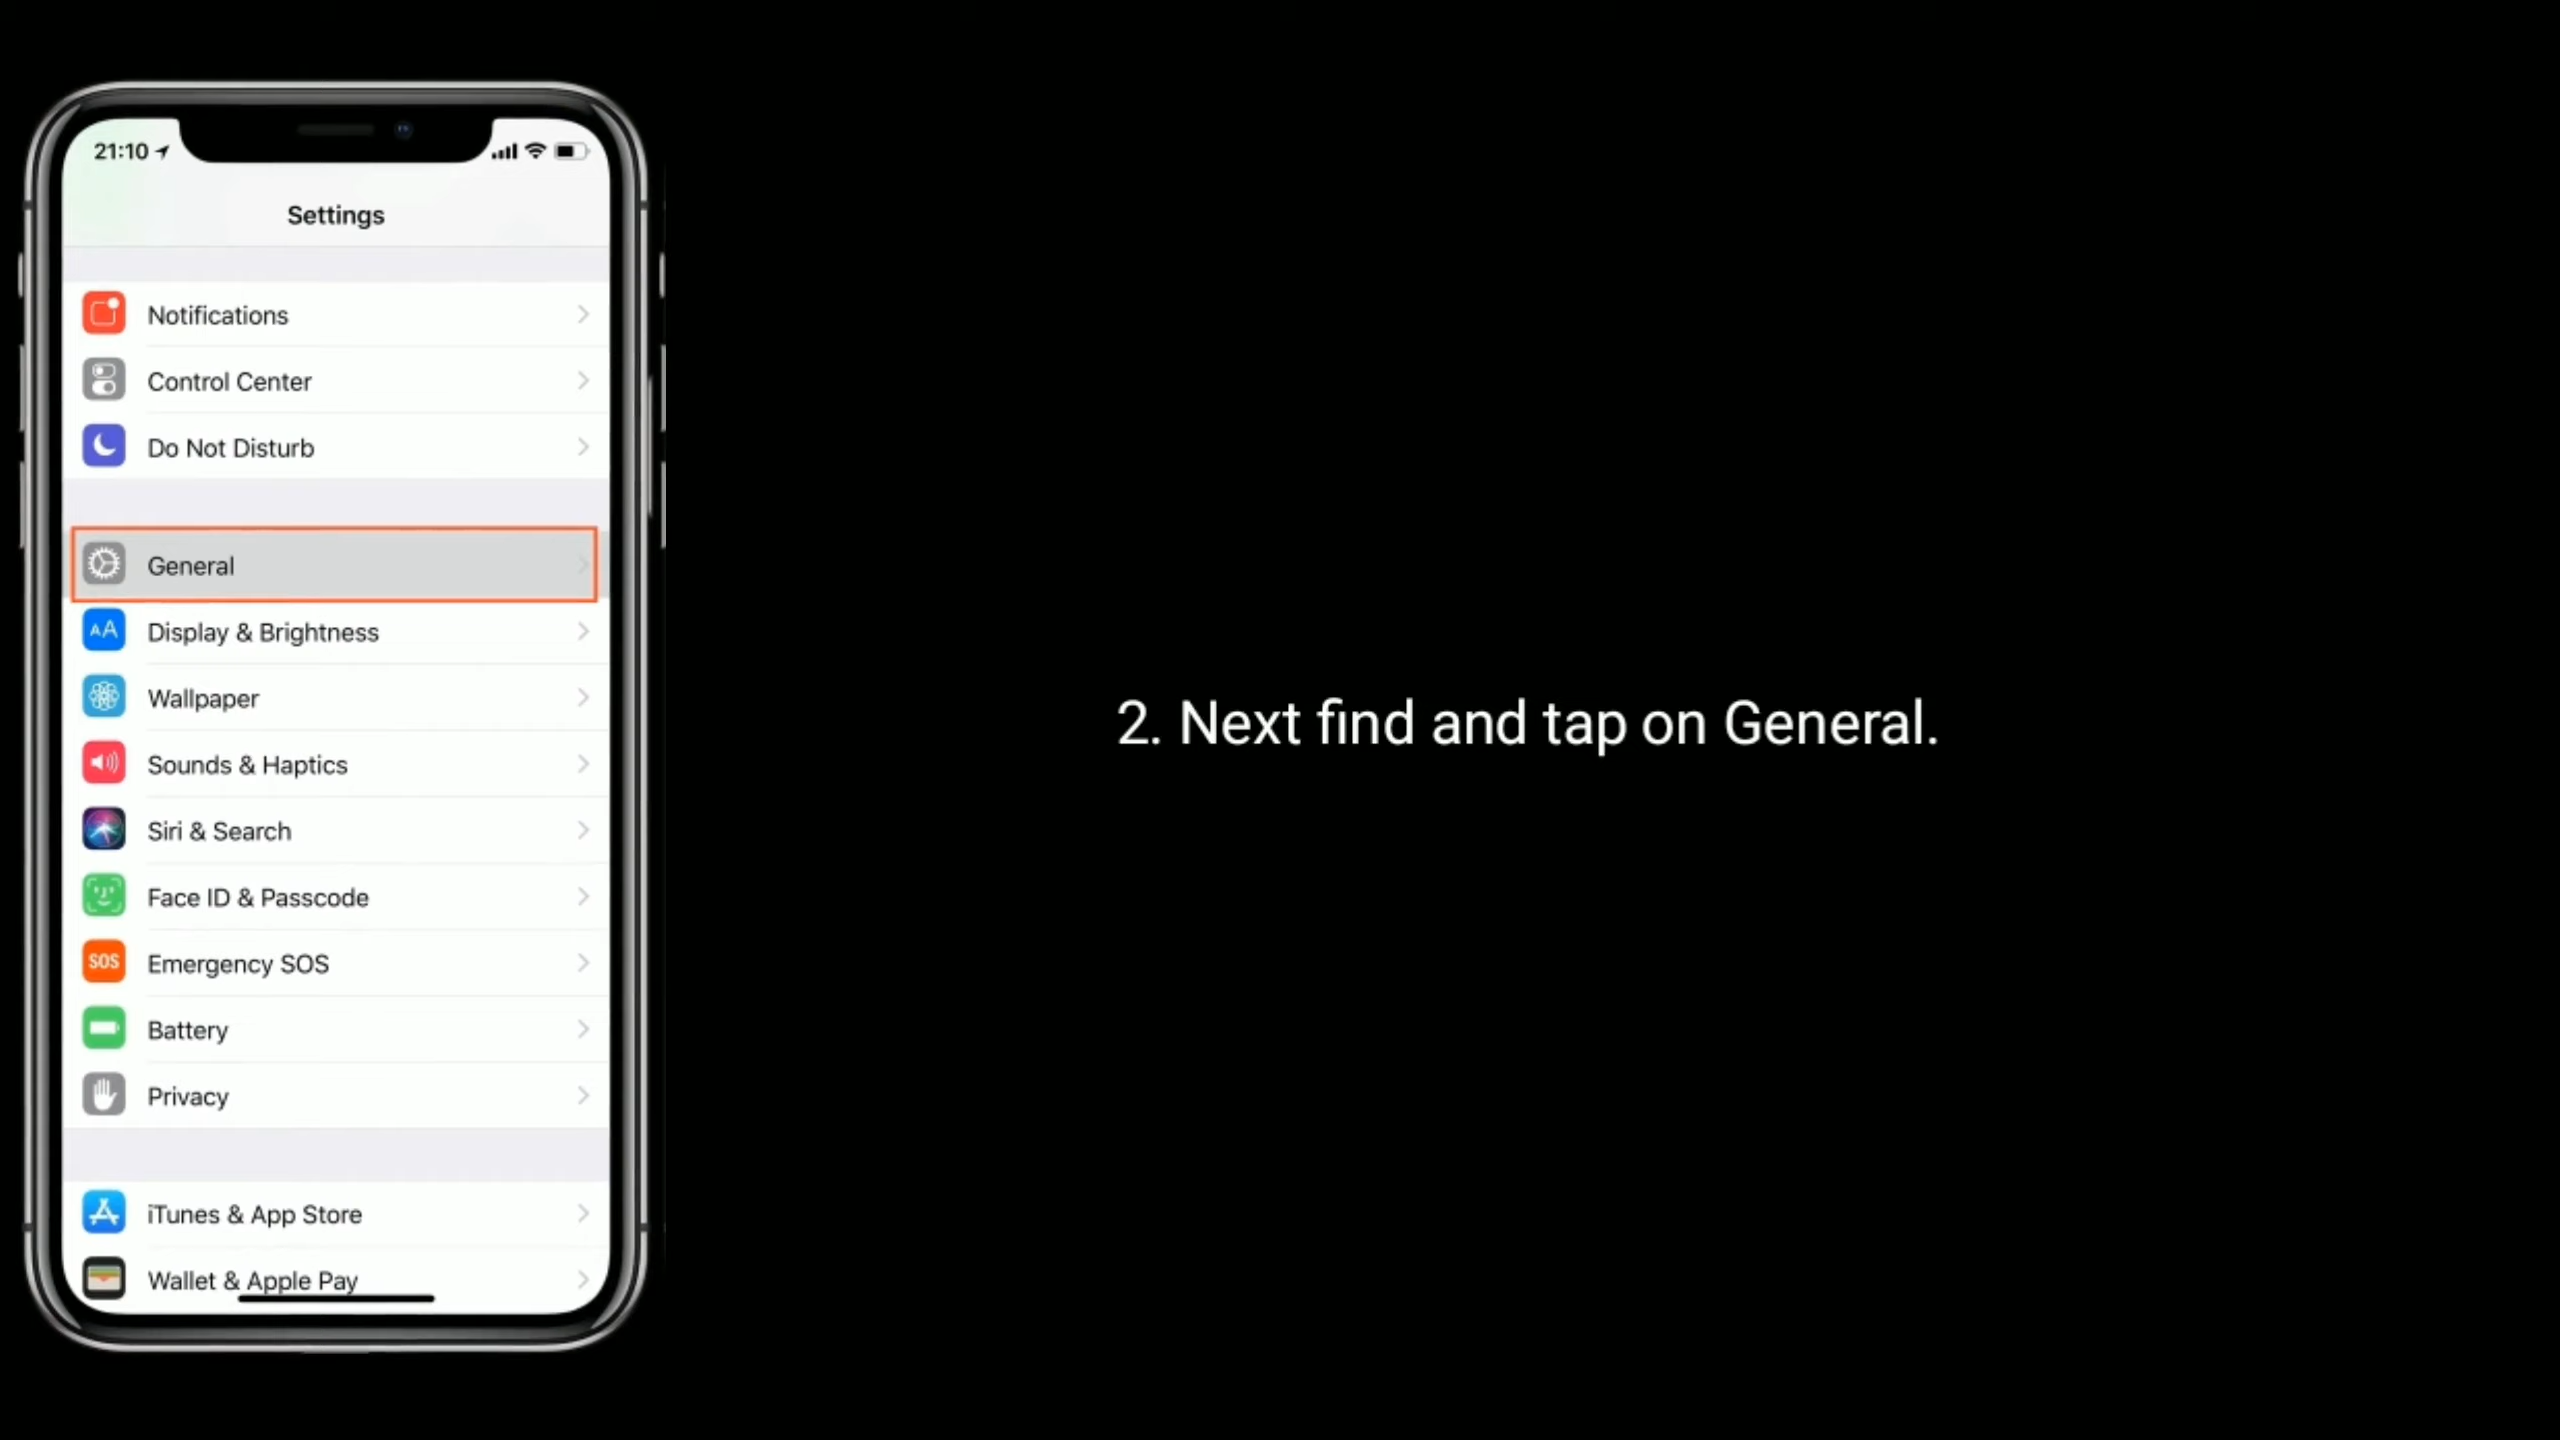 21:10
Settings
Notifications
Control Center
Do Not Disturb
General
AA
Display & Brightness
Wallpaper
Sounds & Haptics
Siri & Search
Face ID & Passcode
SOS
Emergency SOS
Battery
Privacy
iTunes & App Store
Wallet & Apple Pay
2. Next find and tap on General.